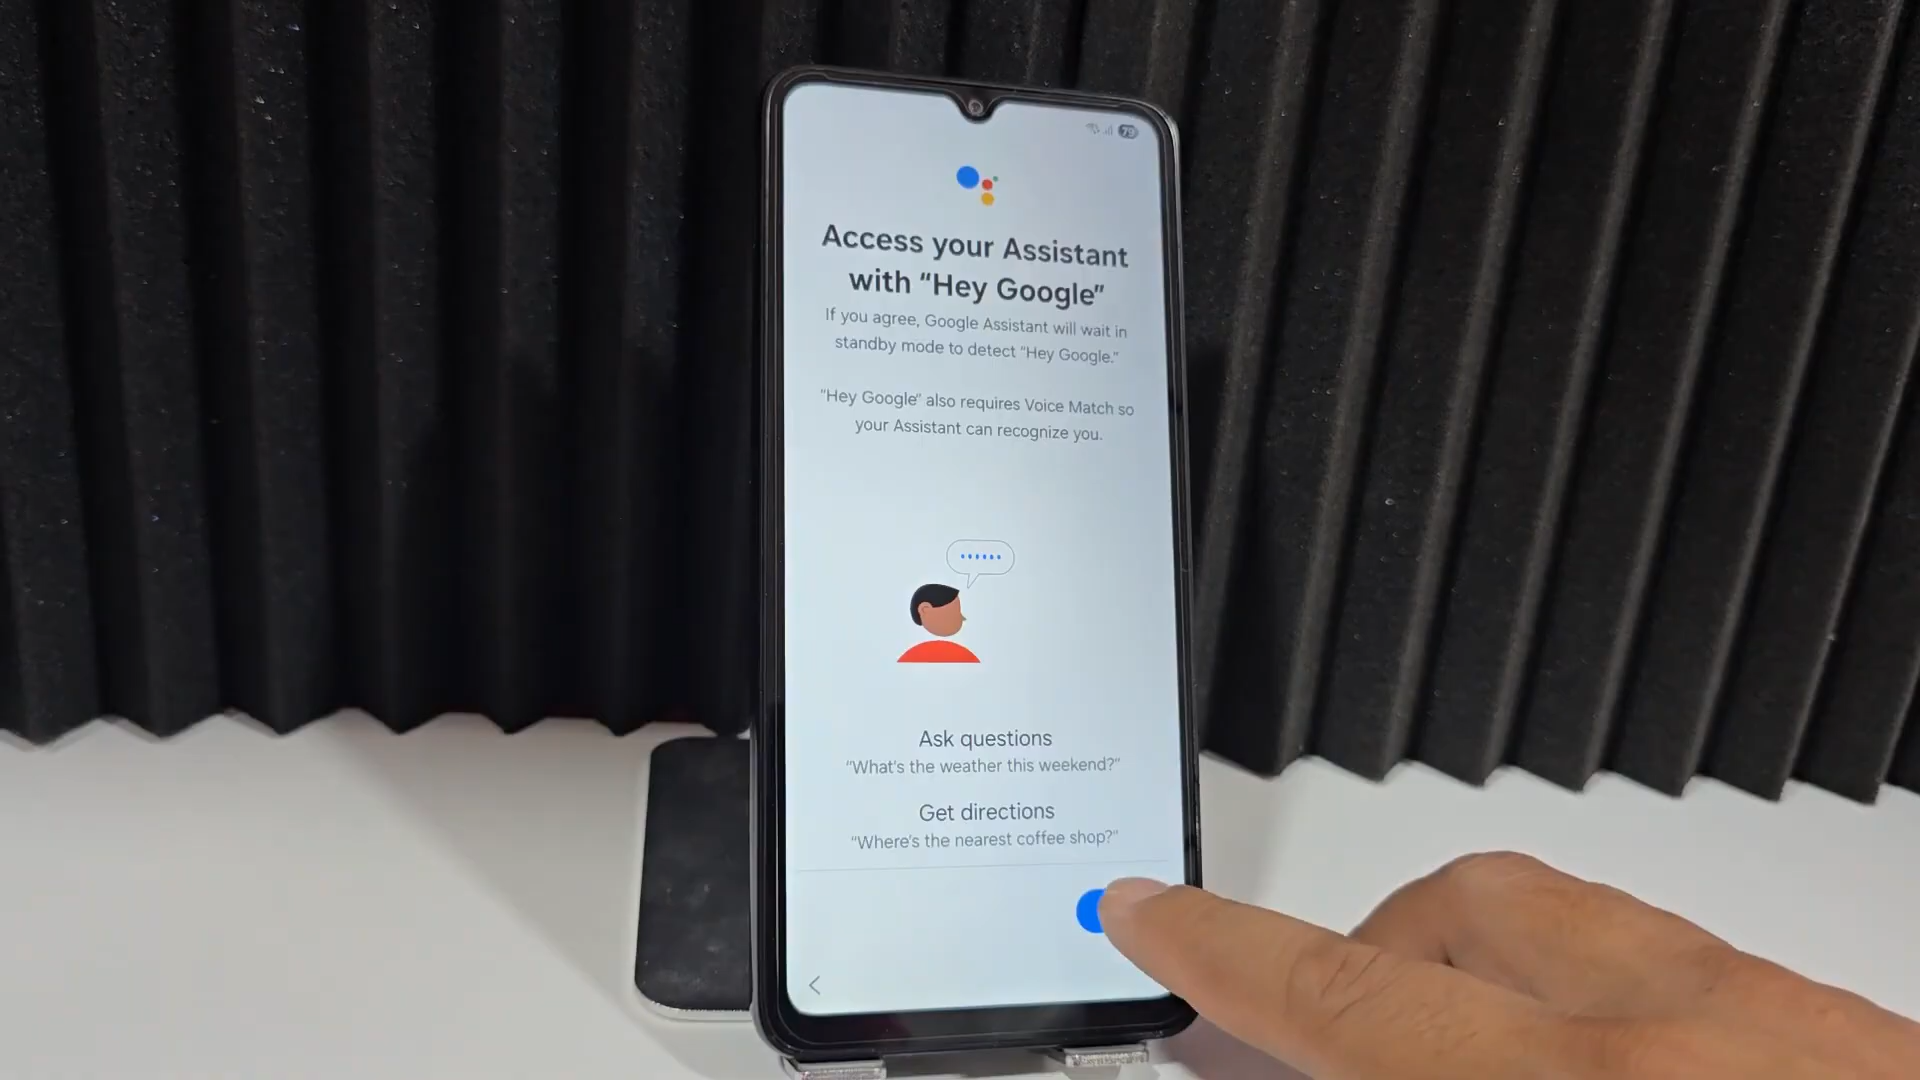 79
Access your Assistant
with “Hey Google”
If you agree, Google Assistant will wait in
standby mode to detect “Hey Google.”
“Hey Google” also requires Voice Match so
your Assistant can recognize you.
Ask questions
“What's the weather this weekend?”
Get directions
“Where's the nearest coffee shop?”